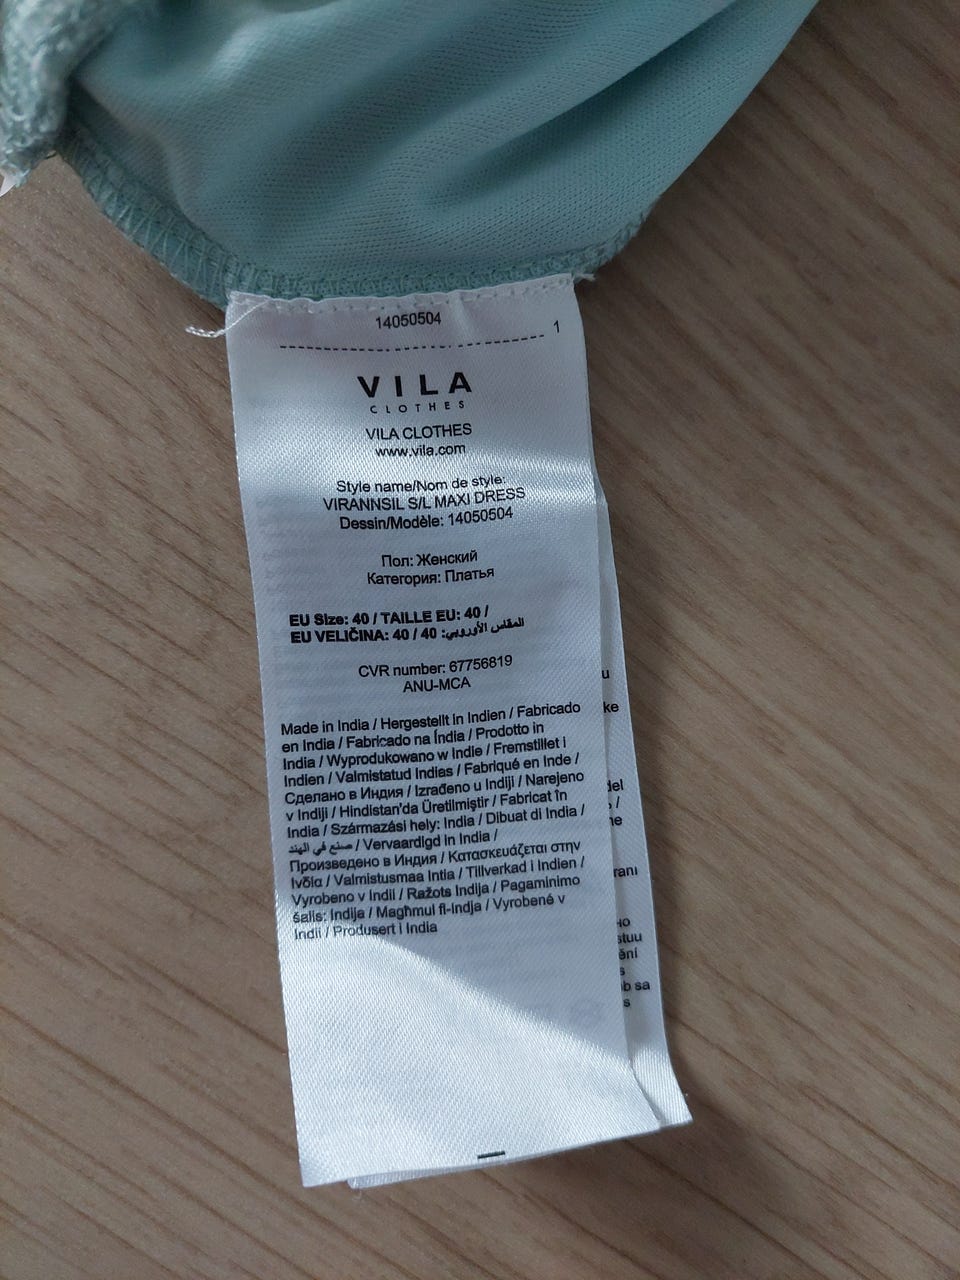 14050504
1
VILA
CLOTHES
VILA CLOTHES
www.vila.com
Style name/Nom de style:
VIRANNSIL S/L MAXI DRESS
Dessin/Modèle: 14050504
Пол: Женский
Категория: Платья
EU Size: 40 / TAILLE EU: 40 /
EU VELIČINA: 40 / 40 :المقاس الأوروبي
CVR number: 67756819
ANU-MCA
Made in India / Hergestellt in Indien / Fabricado
en India / Fabricado na Índia / Prodotto in
India / Wyprodukowano w Indie / Fremstillet i
Indien / Valmistatud Indias / Fabriqué en Inde /
Сделано в Индия / Izrađeno u Indiji / Narejeno
v Indiji / Hindistan'da Üretilmiştir / Fabricat în
India / Származási hely: India / Dibuat di India /
صنع في الهند / Vervaardigd in India /
Произведено в Индия / Κατασκευάζεται στην
Ινδία / Valmistusmaa Intia / Tillverkad i Indien /
Vyrobeno v Indii / Ražots Indija / Pagaminimo
šalis: Indija / Magħmul fl-Indja / Vyrobené v
Indii / Produsert i India